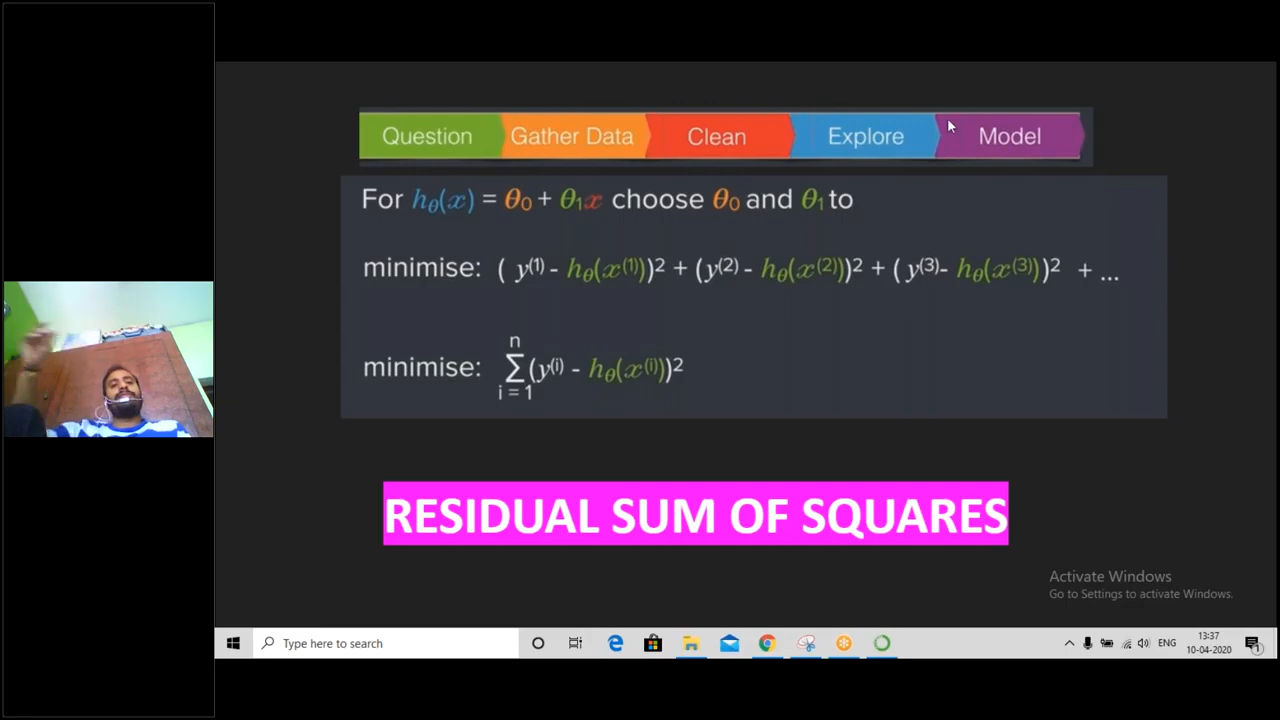 Question Gather Data Clean Explore Model
For hθ(x) = θ0 + θ1x choose θ0 and θ1 to
minimise: ( y(1) - hθ(x(1)))2 + (y(2) - hθ(x(2)))2 + ( y(3)- hθ(x(3)))2 + ...
n
minimise: Σ(y(i) - hθ(x(i)))2
i = 1
RESIDUAL SUM OF SQUARES
Activate Windows
Go to Settings to activate Windows.
Type here to search
ENG
13:37
10-04-2020
1